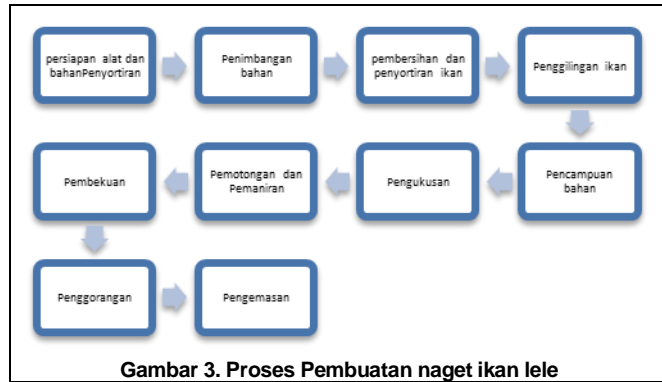 persiapan alat dan
bahanPenyortiran
Penimbangan
bahan
pembersihan dan
penyortiran ikan
Penggilingan ikan
Pencampuan
bahan
Pengukusan
Pemotongan dan
Pemaniran
Pembekuan
Penggorangan
Pengemasan
Gambar 3. Proses Pembuatan naget ikan lele